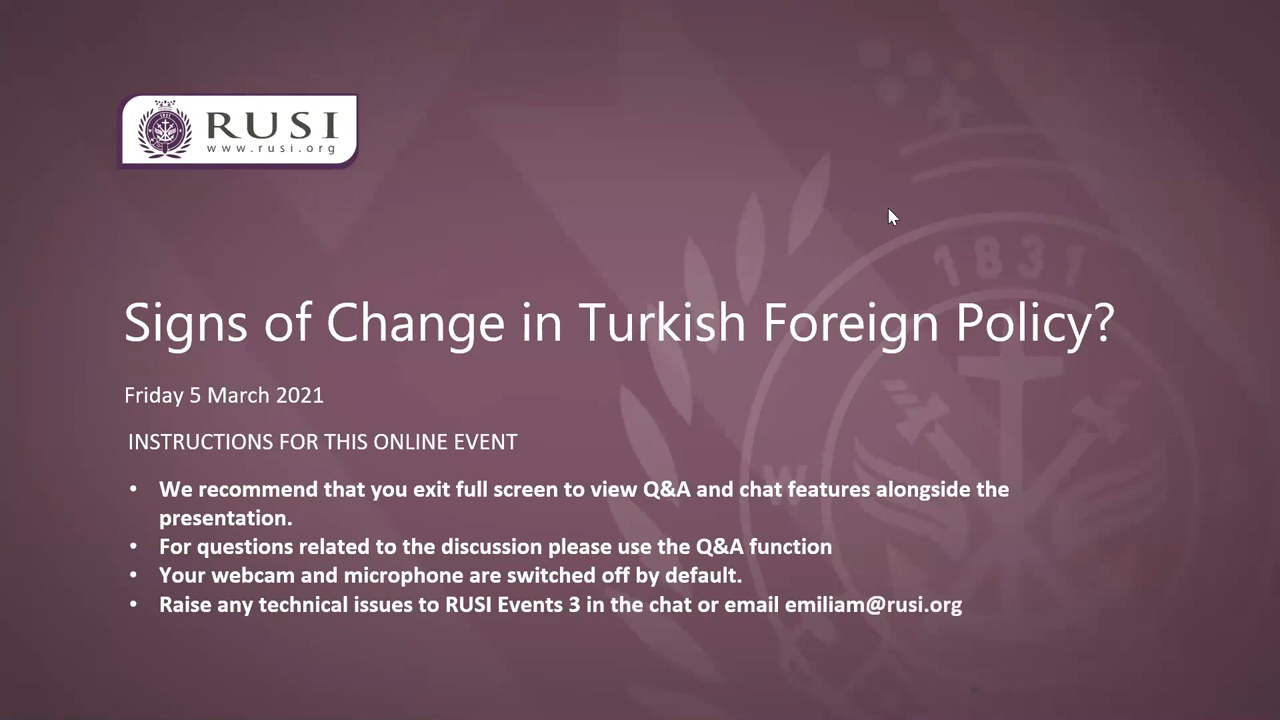 RUSI
www.rusi.org
1831
Signs of Change in Turkish Foreign Policy?
Friday 5 March 2021
INSTRUCTIONS FOR THIS ONLINE EVENT
• We recommend that you exit full screen to view Q&A and chat features alongside the
presentation.
• For questions related to the discussion please use the Q&A function
• Your webcam and microphone are switched off by default.
• Raise any technical issues to RUSI Events 3 in the chat or email emiliam@rusi.org
W